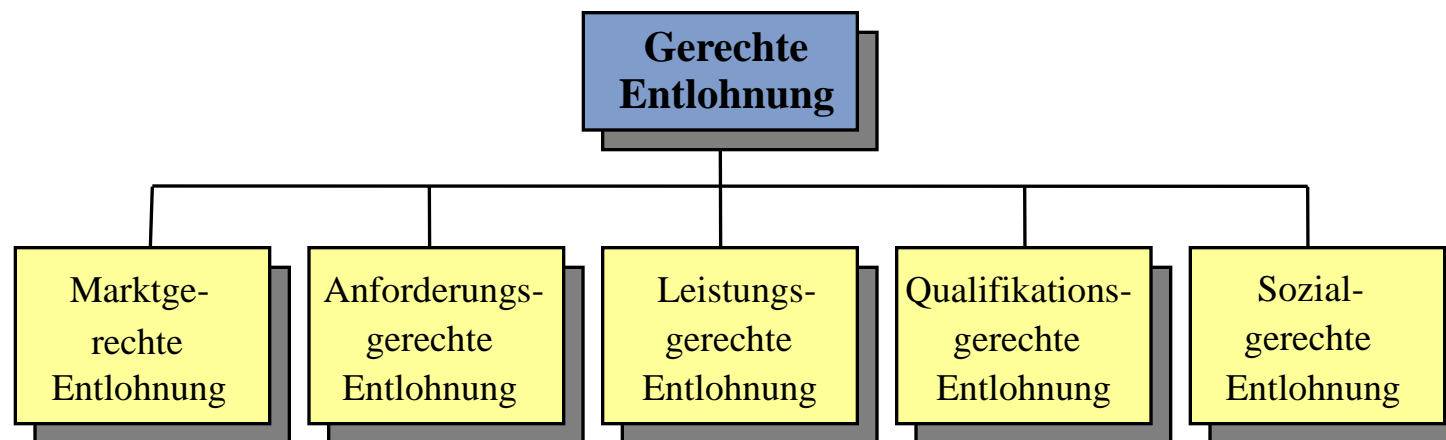 Gerechte
Entlohnung
Marktge-
rechte
Entlohnung
Anforderungs-
gerechte
Entlohnung
Leistungs-
gerechte
Entlohnung
Qualifikations-
gerechte
Entlohnung
Sozial-
gerechte
Entlohnung